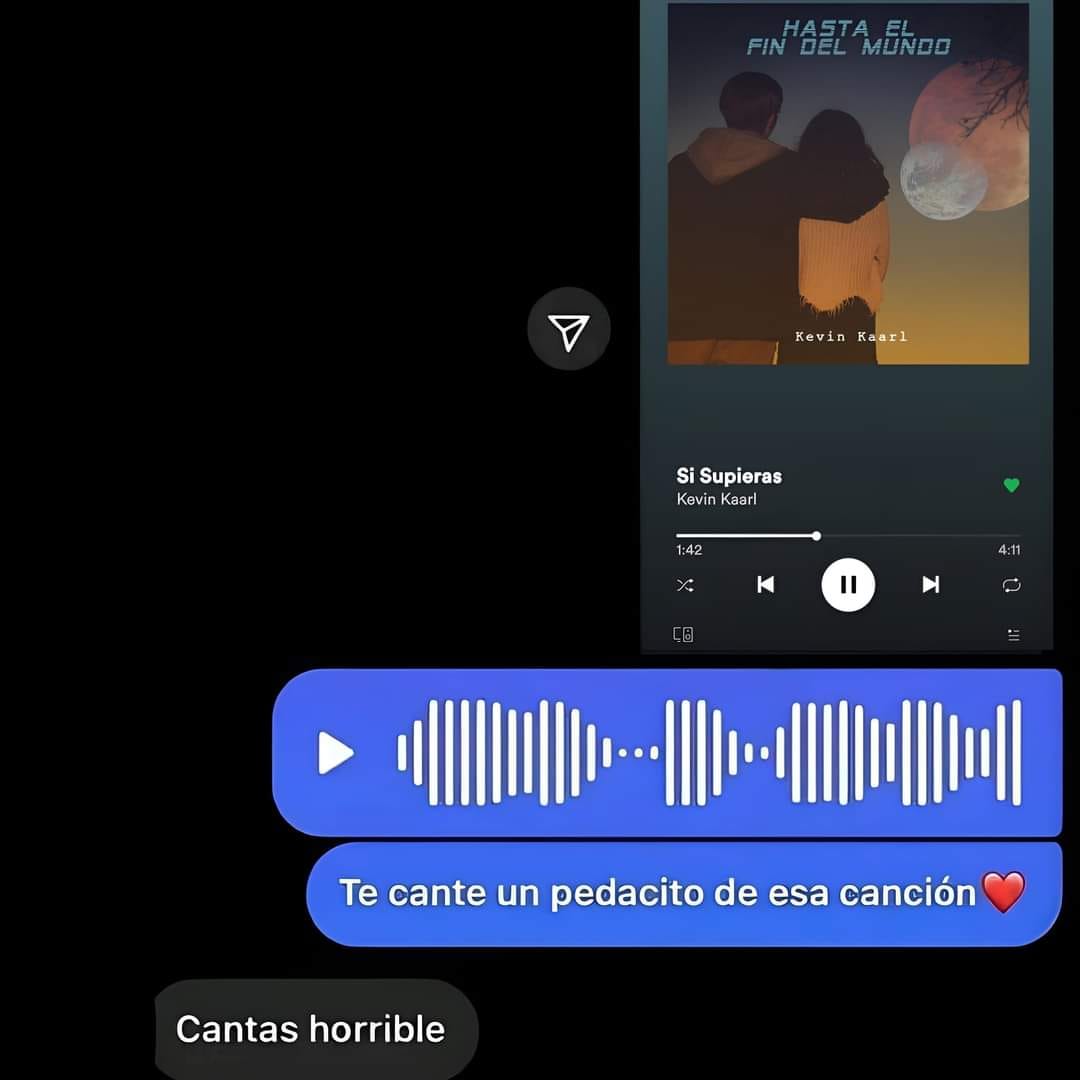 HASTA EL
FIN DEL MUNDO
Kevin Kaarl
Si Supieras
Kevin Kaarl
1:42
4:11
Te cante un pedacito de esa canción❤️
Cantas horrible